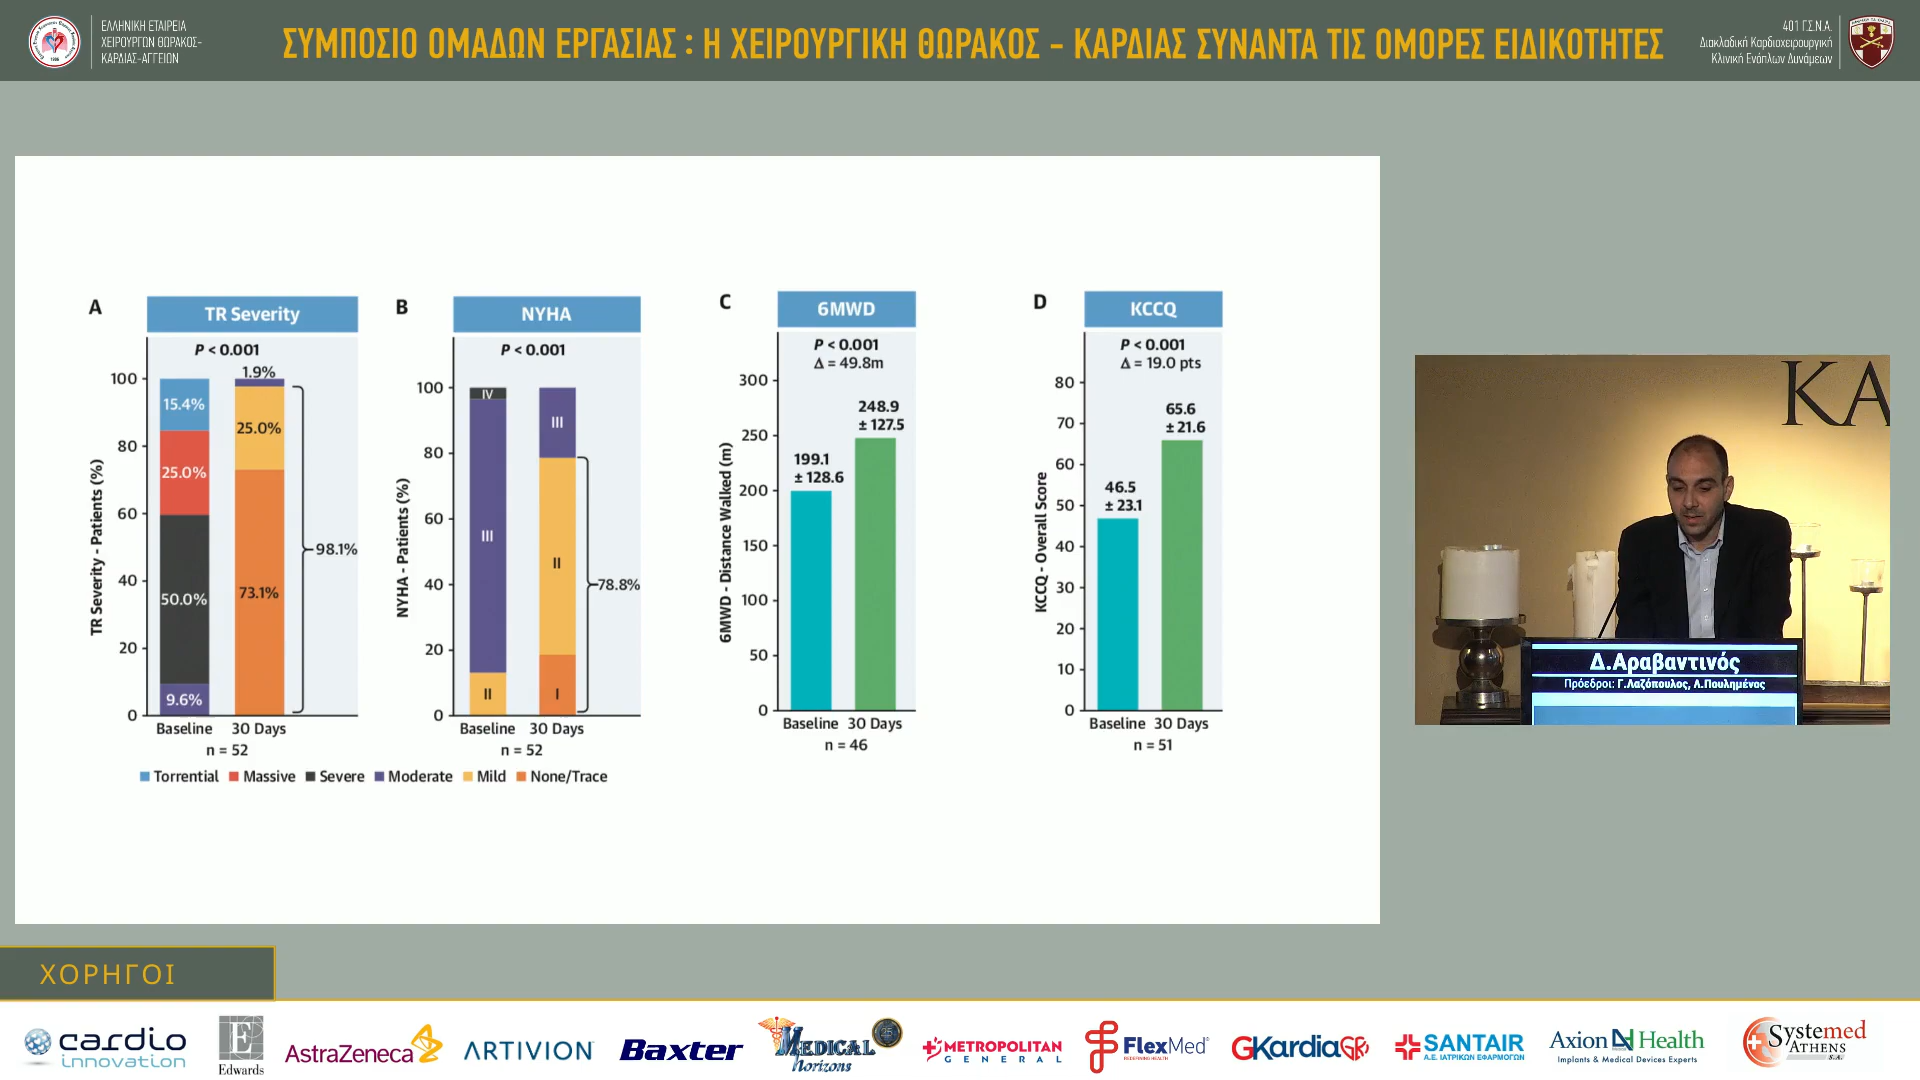 ΕΛΛΗΝΙΚΗ ΕΤΑΙΡΕΙΑ
ΧΕΙΡΟΥΡΓΩΝ ΘΩΡΑΚΟΣ-
ΚΑΡΔΙΑΣ-ΑΓΓΕΙΩΝ
ΣΥΜΠΟΣΙΟ ΟΜΑΔΩΝ ΕΡΓΑΣΙΑΣ : Η ΧΕΙΡΟΥΡΓΙΚΗ ΘΩΡΑΚΟΣ - ΚΑΡΔΙΑΣ ΣΥΝΑΝΤΑ ΤΙΣ ΟΜΟΡΕΣ ΕΙΔΙΚΟΤΗΤΕΣ
401 Γ.Σ.Ν.Α.
Διακλαδική Καρδιοχειρουργική
Κλινική Ενόπλων Δυνάμεων
A
TR Severity
P < 0.001
TR Severity - Patients (%)
100
80
60
40
20
0
15.4%
25.0%
50.0%
9.6%
1.9%
25.0%
73.1%
98.1%
Baseline 30 Days
n = 52
B
NYHA
P < 0.001
NYHA - Patients (%)
100
80
60
40
20
0
IV
III
II
III
II
I
78.8%
Baseline 30 Days
n = 52
Torrential Massive Severe Moderate Mild None/Trace
C
6MWD
P < 0.001
Δ = 49.8m
6MWD - Distance Walked (m)
300
250
200
150
100
50
0
199.1
± 128.6
248.9
± 127.5
Baseline 30 Days
n = 46
D
KCCQ
P < 0.001
Δ = 19.0 pts
KCCQ - Overall Score
80
70
60
50
40
30
20
10
0
46.5
± 23.1
65.6
± 21.6
Baseline 30 Days
n = 51
KA
Δ.Αραβαντινός
Πρόεδροι: Γ.Λαζόπουλος, Λ.Πουλημένος
ΧΟΡΗΓΟΙ
cardio
innovation
E
Edwards
AstraZeneca
ARTIVION
Baxter
MEDICAL
Horizons
METROPOLITAN
GENERAL
FlexMed
GKardiaGR
SANTAIR
Α.Ε. ΙΑΤΡΙΚΩΝ ΕΦΑΡΜΟΓΩΝ
Axion Health
Implants & Medical Devices Experts
Systemed
ATHENS
S.A.